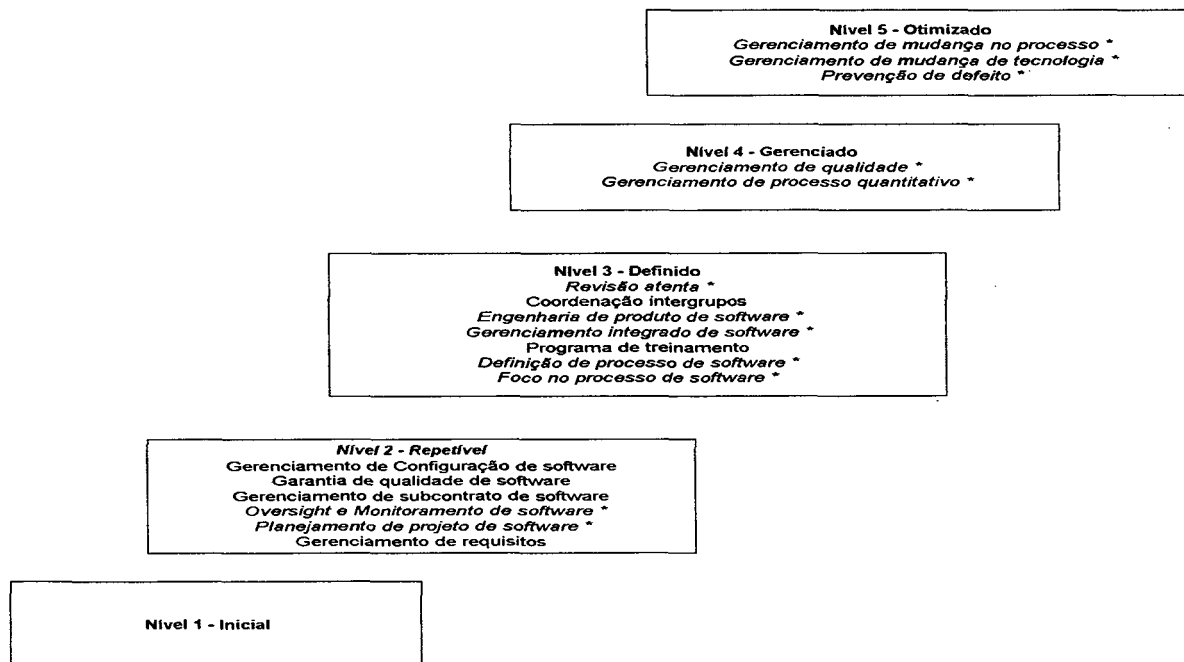 Nível 5 - Otimizado
Gerenciamento de mudança no processo *
Gerenciamento de mudança de tecnologia *
Prevenção de defeito *
Nível 4 - Gerenciado
Gerenciamento de qualidade *
Gerenciamento de processo quantitativo *
Nível 3 - Definido
Revisão atenta *
Coordenação intergrupos
Engenharia de produto de software *
Gerenciamento integrado de software *
Programa de treinamento
Definição de processo de software *
Foco no processo de software *
Nível 2 - Repetível
Gerenciamento de Configuração de software
Garantia de qualidade de software
Gerenciamento de subcontrato de software
Oversight e Monitoramento de software *
Planejamento de projeto de software *
Gerenciamento de requisitos
Nível 1 - Inicial